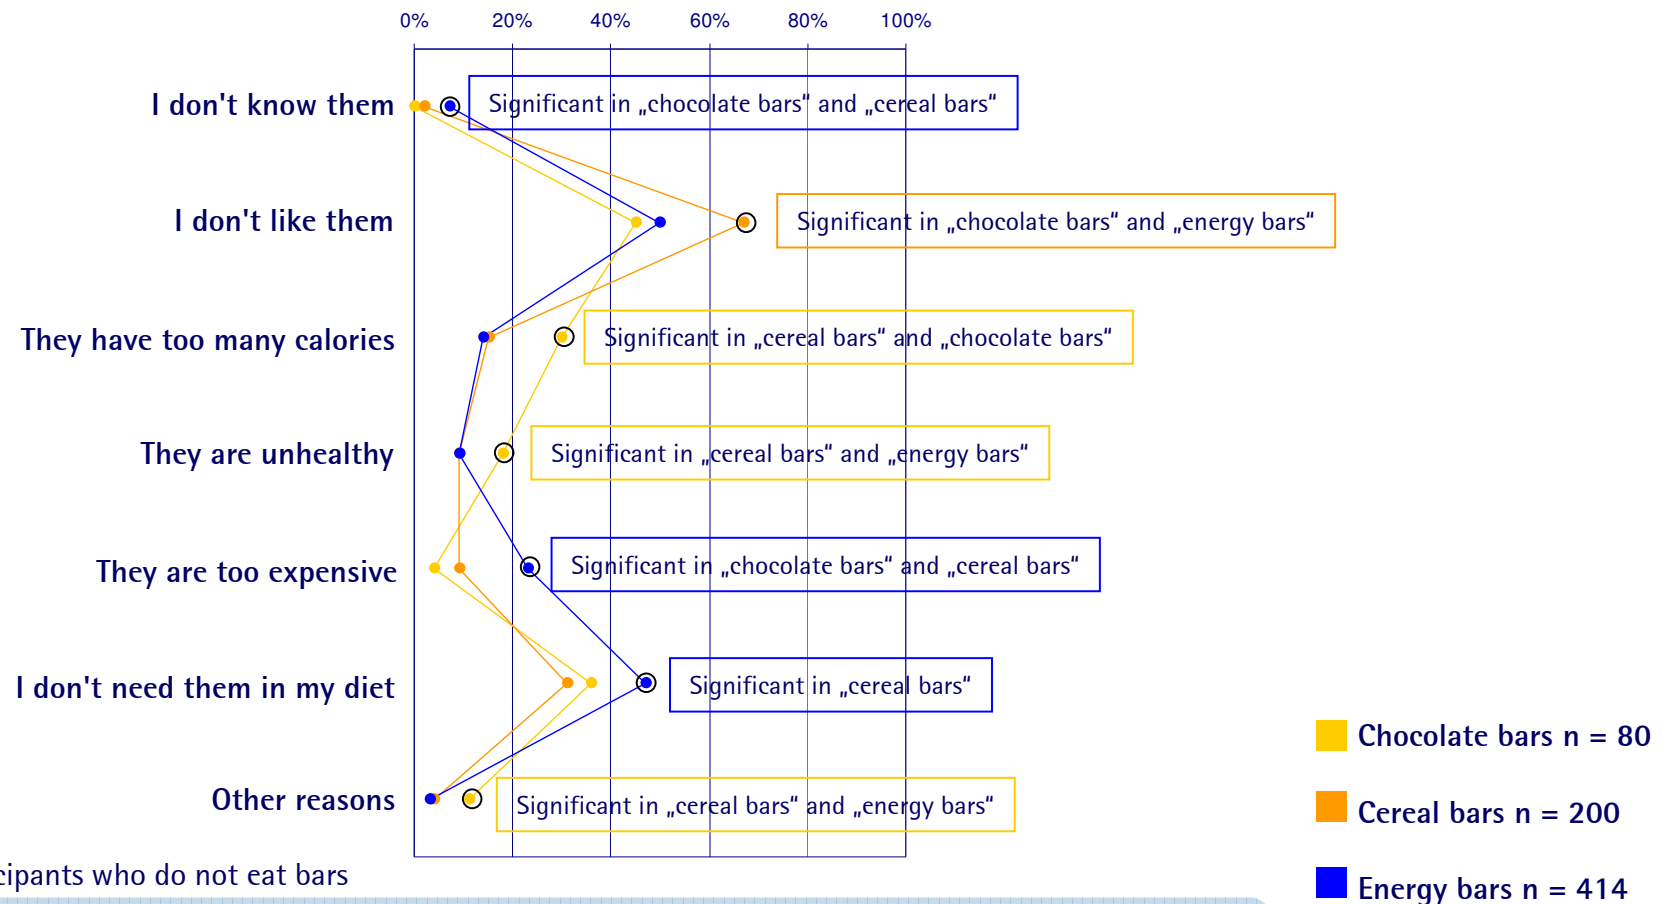 0% 20% 40% 60% 80% 100%
I don't know them
Significant in „chocolate bars“ and „cereal bars“
I don't like them
Significant in „chocolate bars“ and „energy bars“
They have too many calories
Significant in „cereal bars“ and „chocolate bars“
They are unhealthy
Significant in „cereal bars“ and „energy bars“
They are too expensive
Significant in „chocolate bars“ and „cereal bars“
I don't need them in my diet
Significant in „cereal bars“
Other reasons
Significant in „cereal bars“ and „energy bars“
Chocolate bars n = 80
Cereal bars n = 200
Energy bars n = 414
cipants who do not eat bars